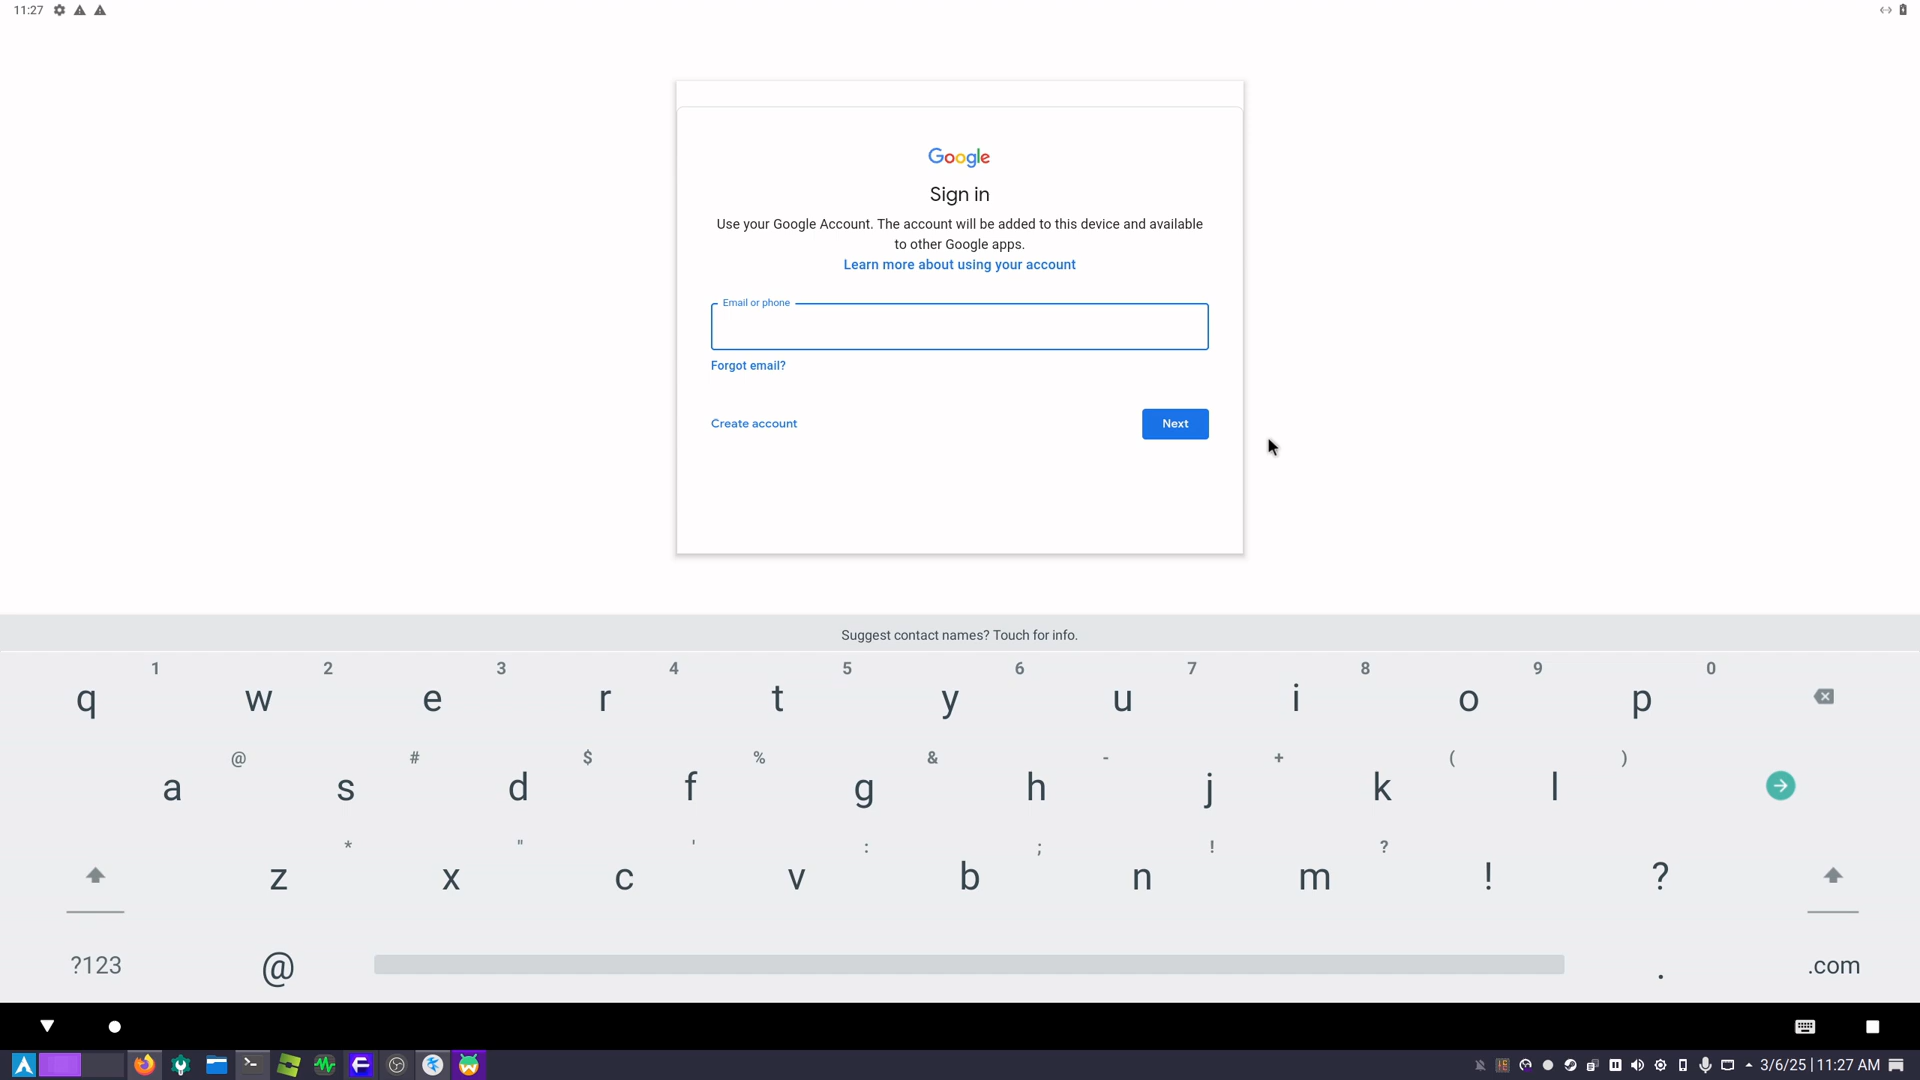 11:27
Google
Sign in
Use your Google Account. The account will be added to this device and available
to other Google apps.
Learn more about using your account
Email or phone
Forgot email?
Create account
Next
Suggest contact names? Touch for info.
1 2 3 4 5 6 7 8 9 0
q w e r t y u i o p
@ # $ % & - + ( )
a s d f g h j k l
* " ' : ; ! ?
z x c v b n m ! ?
?123 @ . .com
3/6/25 | 11:27 AM